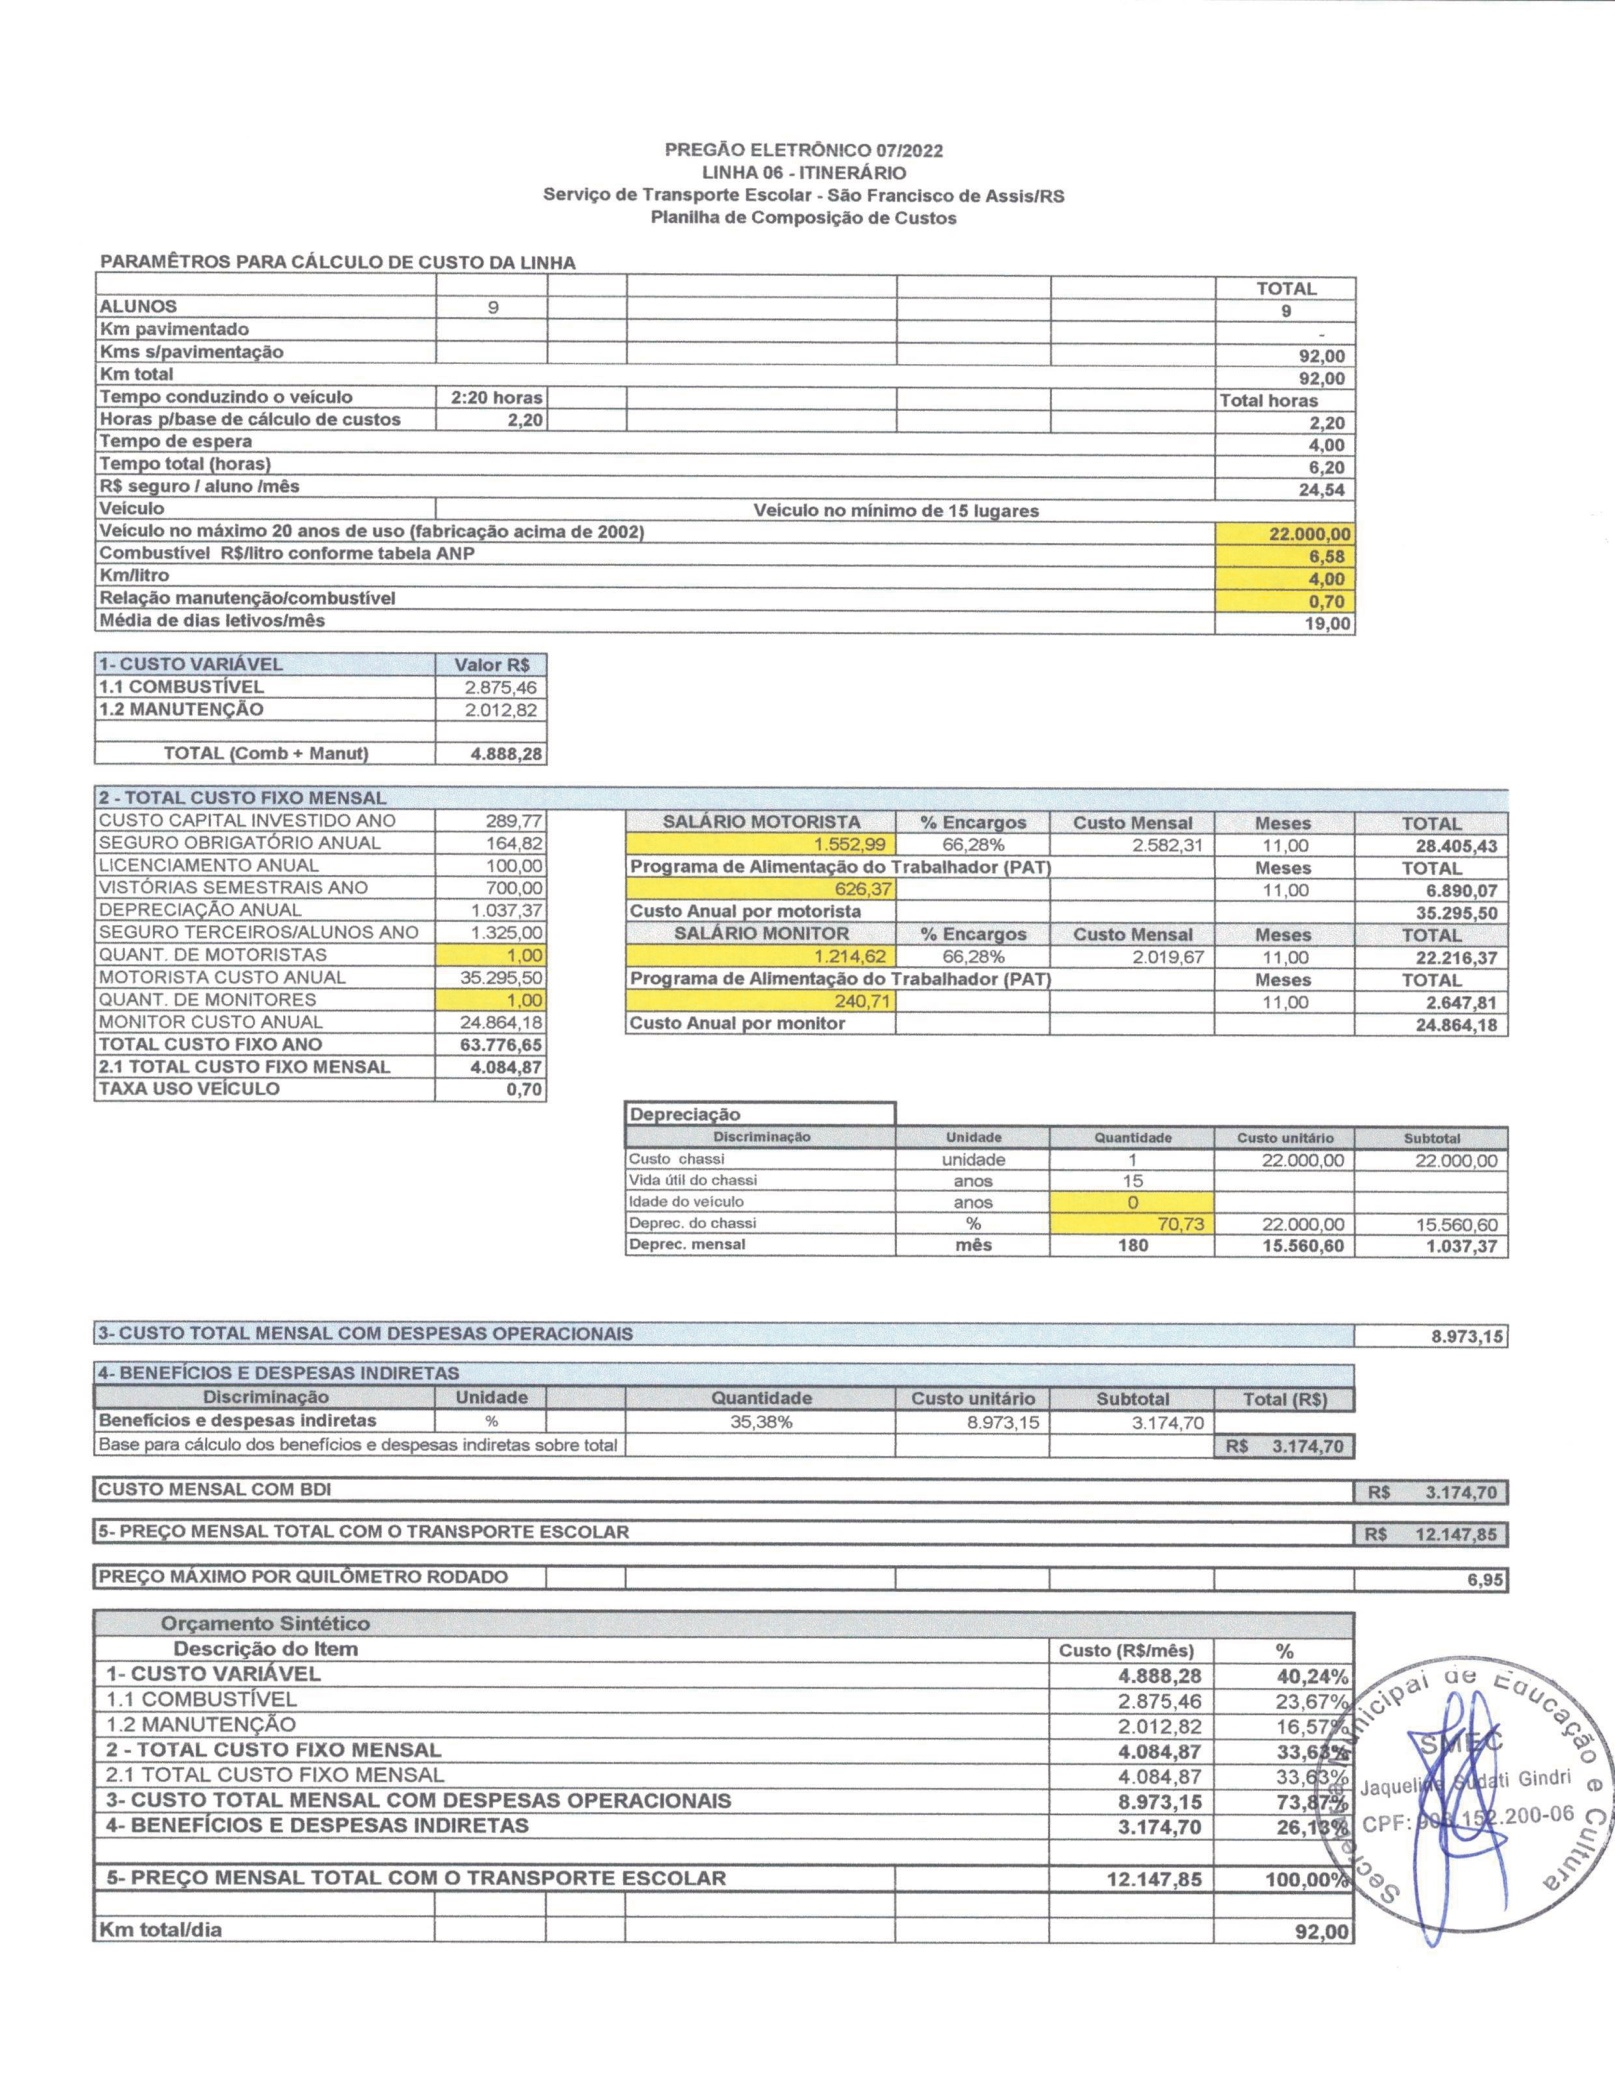 PREGÃO ELETRÔNICO 07/2022
LINHA 06 - ITINERÁRIO
Serviço de Transporte Escolar - São Francisco de Assis/RS
Planilha de Composição de Custos
PARAMÊTROS PARA CÁLCULO DE CUSTO DA LINHA
TOTAL
ALUNOS 9 9
Km pavimentado -
Kms s/pavimentação 92,00
Km total 92,00
Tempo conduzindo o veículo 2:20 horas Total horas
Horas p/base de cálculo de custos 2,20 2,20
Tempo de espera 4,00
Tempo total (horas) 6,20
R$ seguro / aluno /mês 24,54
Veículo Veículo no mínimo de 15 lugares
Veículo no máximo 20 anos de uso (fabricação acima de 2002) 22.000,00
Combustível R$/litro conforme tabela ANP 6,58
Km/litro 4,00
Relação manutenção/combustível 0,70
Média de dias letivos/mês 19,00
1- CUSTO VARIÁVEL Valor R$
1.1 COMBUSTÍVEL 2.875,46
1.2 MANUTENÇÃO 2.012,82
TOTAL (Comb + Manut) 4.888,28
2 - TOTAL CUSTO FIXO MENSAL
CUSTO CAPITAL INVESTIDO ANO 289,77 SALÁRIO MOTORISTA % Encargos Custo Mensal Meses TOTAL
SEGURO OBRIGATÓRIO ANUAL 164,82 1.552,99 66,28% 2.582,31 11,00 28.405,43
LICENCIAMENTO ANUAL 100,00 Programa de Alimentação do Trabalhador (PAT) Meses TOTAL
VISTÓRIAS SEMESTRAIS ANO 700,00 626,37 11,00 6.890,07
DEPRECIAÇÃO ANUAL 1.037,37 Custo Anual por motorista 35.295,50
SEGURO TERCEIROS/ALUNOS ANO 1.325,00 SALÁRIO MONITOR % Encargos Custo Mensal Meses TOTAL
QUANT. DE MOTORISTAS 1,00 1.214,62 66,28% 2.019,67 11,00 22.216,37
MOTORISTA CUSTO ANUAL 35.295,50 Programa de Alimentação do Trabalhador (PAT) Meses TOTAL
QUANT. DE MONITORES 1,00 240,71 11,00 2.647,81
MONITOR CUSTO ANUAL 24.864,18 Custo Anual por monitor 24.864,18
TOTAL CUSTO FIXO ANO 63.776,65
2.1 TOTAL CUSTO FIXO MENSAL 4.084,87
TAXA USO VEÍCULO 0,70
Depreciação
Discriminação Unidade Quantidade Custo unitário Subtotal
Custo chassi unidade 1 22.000,00 22.000,00
Vida útil do chassi anos 15
Idade do veículo anos 0
Deprec. do chassi % 70,73 22.000,00 15.560,60
Deprec. mensal mês 180 15.560,60 1.037,37
3- CUSTO TOTAL MENSAL COM DESPESAS OPERACIONAIS 8.973,15
4- BENEFÍCIOS E DESPESAS INDIRETAS
Discriminação Unidade Quantidade Custo unitário Subtotal Total (R$)
Benefícios e despesas indiretas % 35,38% 8.973,15 3.174,70
Base para cálculo dos benefícios e despesas indiretas sobre total R$ 3.174,70
CUSTO MENSAL COM BDI R$ 3.174,70
5- PREÇO MENSAL TOTAL COM O TRANSPORTE ESCOLAR R$ 12.147,85
PREÇO MÁXIMO POR QUILÔMETRO RODADO 6,95
Orçamento Sintético
Descrição do Item Custo (R$/mês) %
1- CUSTO VARIÁVEL 4.888,28 40,24%
1.1 COMBUSTÍVEL 2.875,46 23,67%
1.2 MANUTENÇÃO 2.012,82 16,57%
2 - TOTAL CUSTO FIXO MENSAL 4.084,87 33,63%
2.1 TOTAL CUSTO FIXO MENSAL 4.084,87 33,63%
3- CUSTO TOTAL MENSAL COM DESPESAS OPERACIONAIS 8.973,15 73,87%
4- BENEFÍCIOS E DESPESAS INDIRETAS 3.174,70 26,13%
5- PREÇO MENSAL TOTAL COM O TRANSPORTE ESCOLAR 12.147,85 100,00%
Km total/dia 92,00
Municipal de Educação e Cultura
SMEC
Jaqueline Sudati Gindri
CPF: 152.200-06